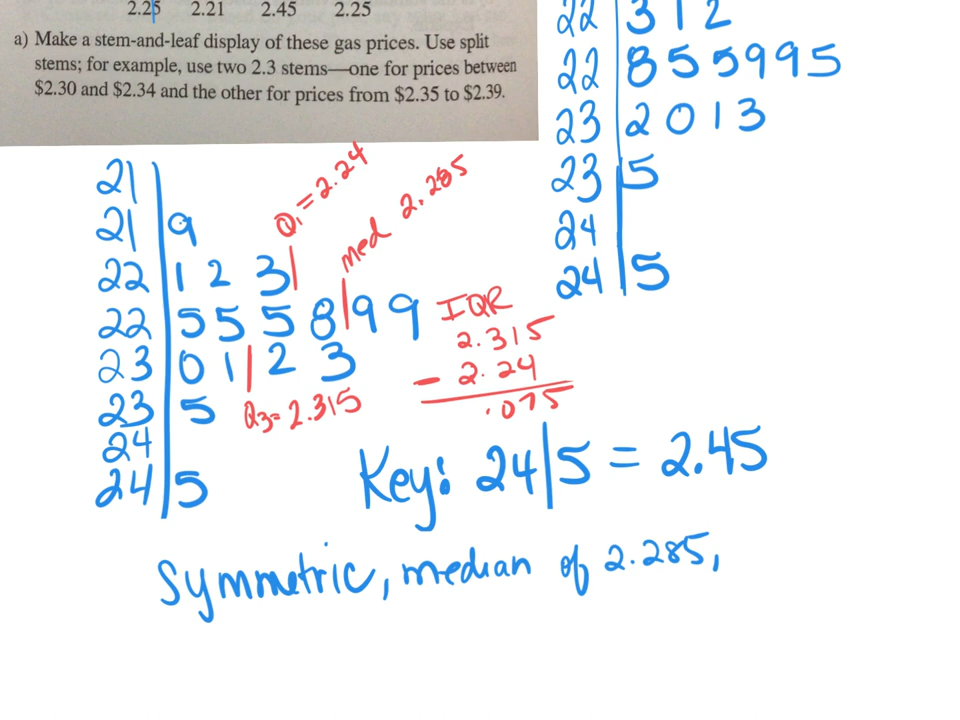 2.25 2.21 2.45 2.25
a) Make a stem-and-leaf display of these gas prices. Use split
stems; for example, use two 2.3 stems—one for prices between
$2.30 and $2.34 and the other for prices from $2.35 to $2.39.
22 | 3 1 2
22 | 8 5 5 9 9 5
23 | 2 0 1 3
23 | 5
24 |
24 | 5
Q1 = 2.24
med 2.285
21 |
21 | 9
22 | 1 2 3 |
22 | 5 5 5 8 | 9 9
23 | 0 1 | 2 3
23 | 5
24 |
24 | 5
Q3 = 2.315
IQR
2.315
- 2.24
.075
Key: 24 | 5 = 2.45
Symmetric, median of 2.285,